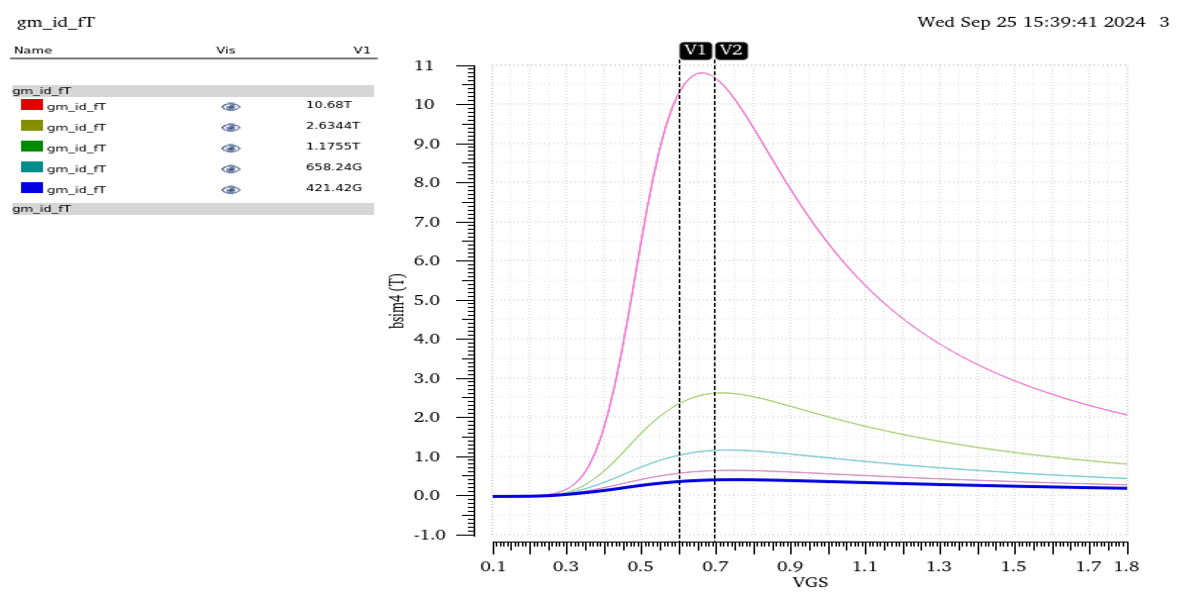 gm_id_fT
Wed Sep 25 15:39:41 2024 3
Name Vis V1
gm_id_fT
gm_id_fT 10.68T
gm_id_fT 2.6344T
gm_id_fT 1.1755T
gm_id_fT 658.24G
gm_id_fT 421.42G
gm_id_fT
V1 V2
11
10
9.0
8.0
7.0
6.0
5.0
4.0
3.0
2.0
1.0
0.0
-1.0
bsim4 (T)
0.1 0.3 0.5 0.7 0.9 1.1 1.3 1.5 1.7 1.8
VGS